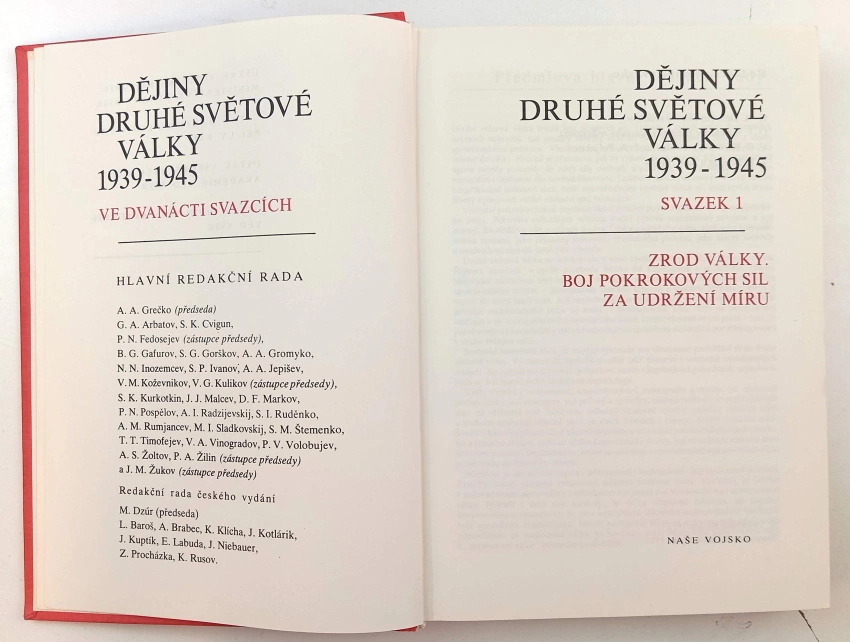 DĚJINY
DRUHÉ SVĚTOVÉ
VÁLKY
1939-1945
VE DVANÁCTI SVAZCÍCH
HLAVNÍ REDAKČNÍ RADA
A. A. Grečko (předseda)
G. A. Arbatov, S. K. Cvigun,
P. N. Fedosejev (zástupce předsedy),
B. G. Gafurov, S. G. Gorškov, A. A. Gromyko,
N. N. Inozemcev, S. P. Ivanov, A. A. Jepišev,
V. M. Koževnikov, V. G. Kulikov (zástupce předsedy),
S. K. Kurkotkin, J. J. Malcev, D. F. Markov,
P. N. Pospělov, A. I. Radzijevskij, S. I. Ruděnko,
A. M. Rumjancev, M. I. Sladkovskij, S. M. Štemenko,
T. T. Timofejev, V. A. Vinogradov, P. V. Volobujev,
A. S. Žoltov, P. A. Žilin (zástupce předsedy)
a J. M. Žukov (zástupce předsedy)
Redakční rada českého vydání
M. Dzúr (předseda)
L. Baroš, A. Brabec, K. Klícha, J. Kotlárik,
J. Kuptík, E. Labuda, J. Niebauer,
Z. Procházka, K. Rusov.
DĚJINY
DRUHÉ SVĚTOVÉ
VÁLKY
1939-1945
SVAZEK 1
ZROD VÁLKY.
BOJ POKROKOVÝCH SIL
ZA UDRŽENÍ MÍRU
NAŠE VOJSKO